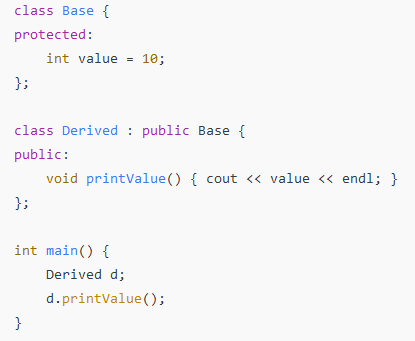 class Base {
protected:
    int value = 10;
};

class Derived : public Base {
public:
    void printValue() { cout << value << endl; }
};

int main() {
    Derived d;
    d.printValue();
}